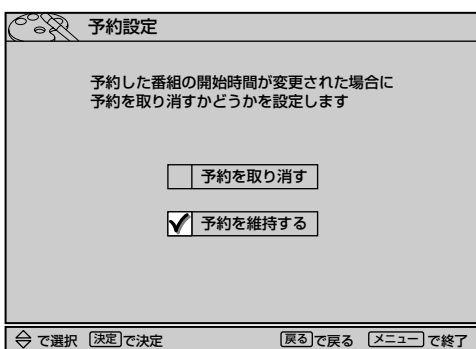 予約設定
予約した番組の開始時間が変更された場合に
予約を取り消すかどうかを設定します
予約を取り消す
予約を維持する
で選択 決定で決定 戻るで戻る メニューで終了